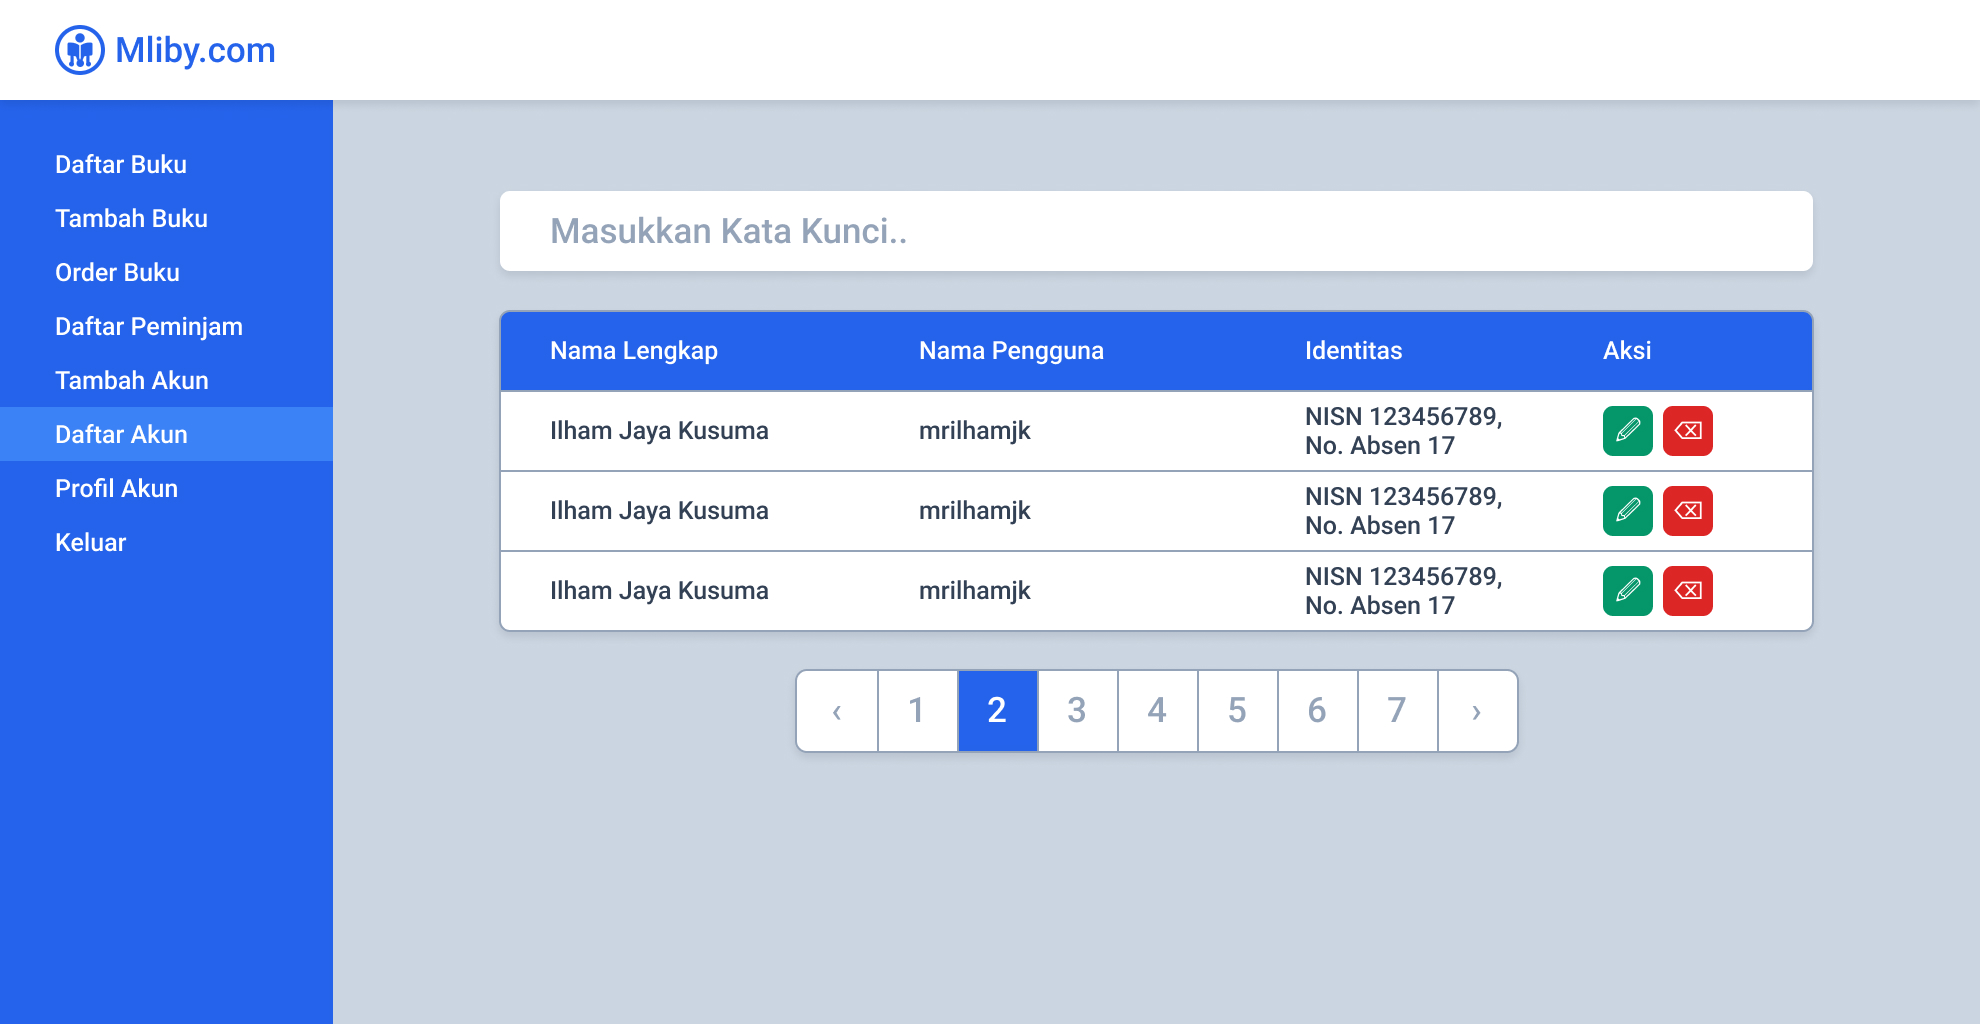 Mliby.com
Daftar Buku
Tambah Buku
Order Buku
Daftar Peminjam
Tambah Akun
Daftar Akun
Profil Akun
Keluar
Masukkan Kata Kunci..
Nama Lengkap Nama Pengguna Identitas Aksi
Ilham Jaya Kusuma mrilhamjk NISN 123456789,
No. Absen 17
Ilham Jaya Kusuma mrilhamjk NISN 123456789,
No. Absen 17
Ilham Jaya Kusuma mrilhamjk NISN 123456789,
No. Absen 17
‹ 1 2 3 4 5 6 7 ›